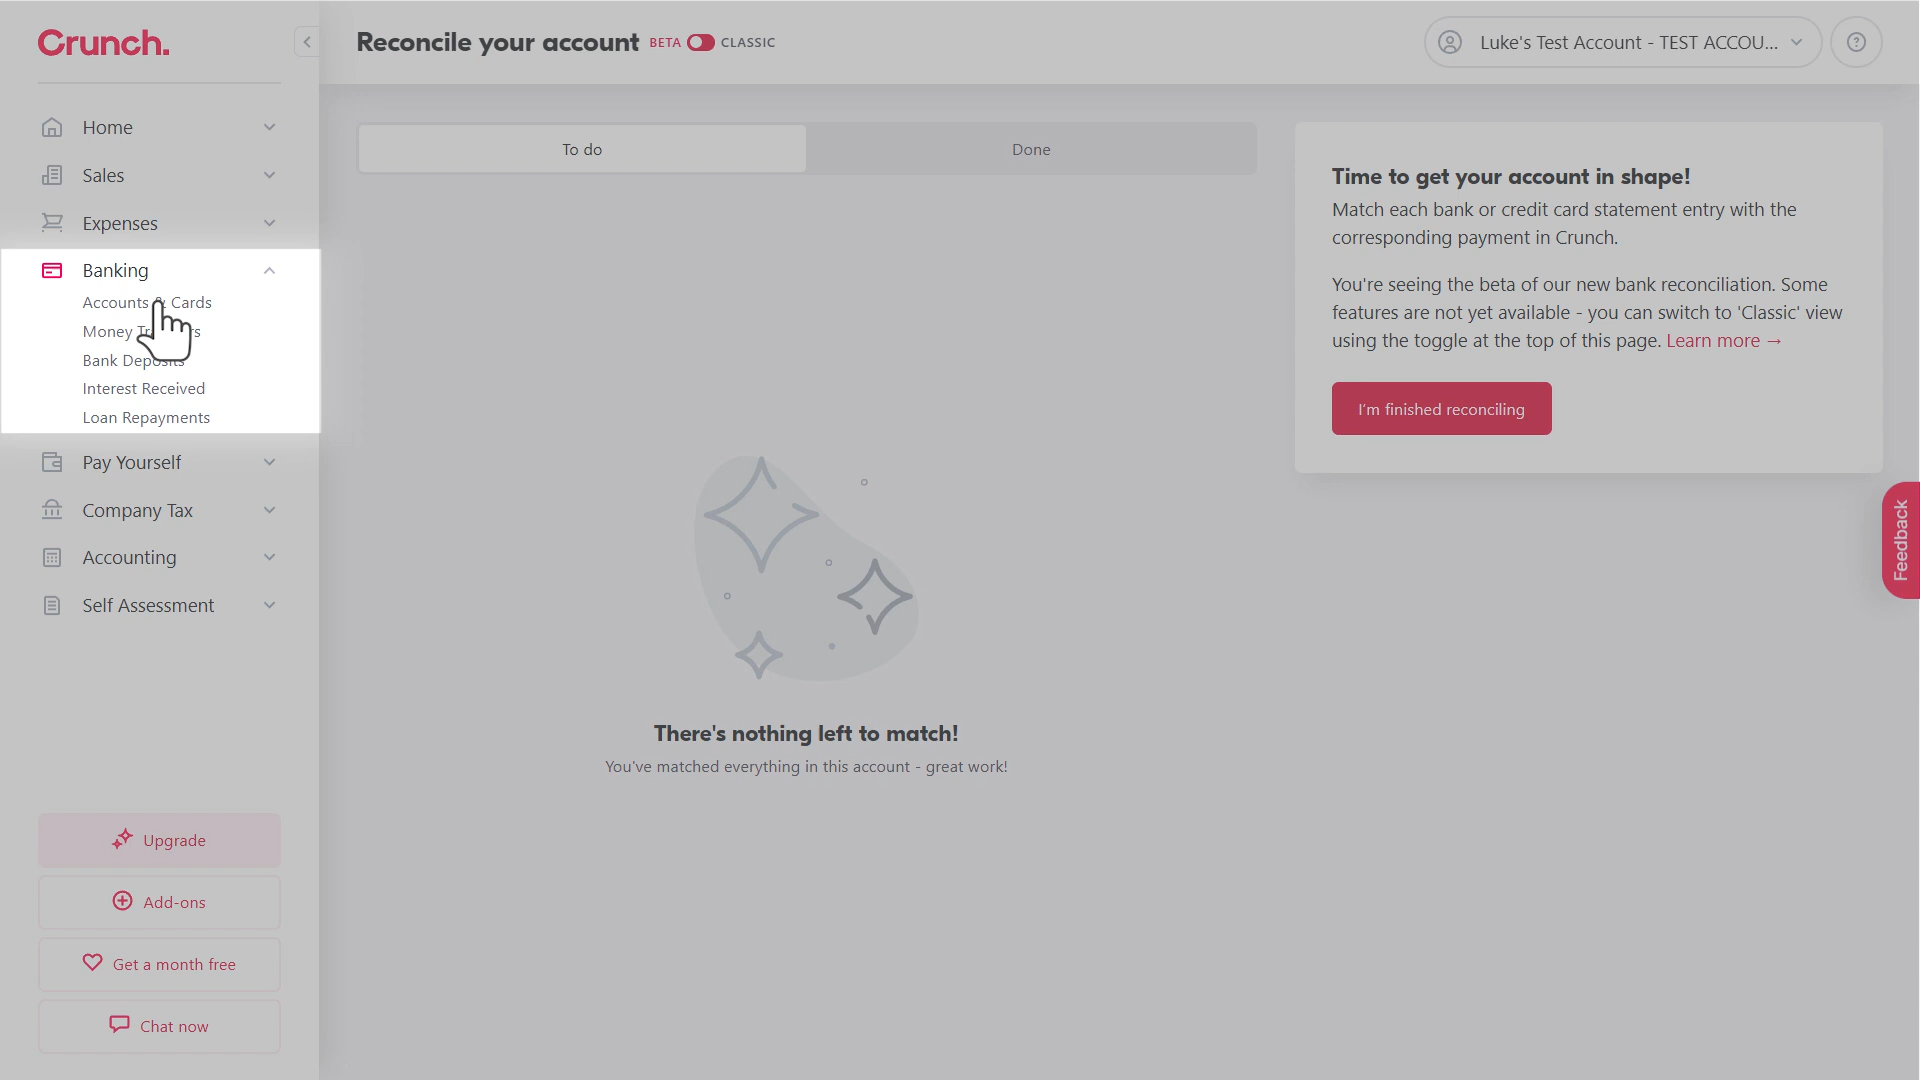 Crunch.
Reconcile your account BETA CLASSIC
Luke's Test Account - TEST ACCOU...
Home
Sales
Expenses
Banking
Accounts & Cards
Money
Bank Deposits
Interest Received
Loan Repayments
Pay Yourself
Company Tax
Accounting
Self Assessment
Upgrade
Add-ons
Get a month free
Chat now
To do
Done
There's nothing left to match!
You've matched everything in this account - great work!
Time to get your account in shape!
Match each bank or credit card statement entry with the
corresponding payment in Crunch.
You're seeing the beta of our new bank reconciliation. Some
features are not yet available - you can switch to 'Classic' view
using the toggle at the top of this page. Learn more →
I'm finished reconciling
Feedback